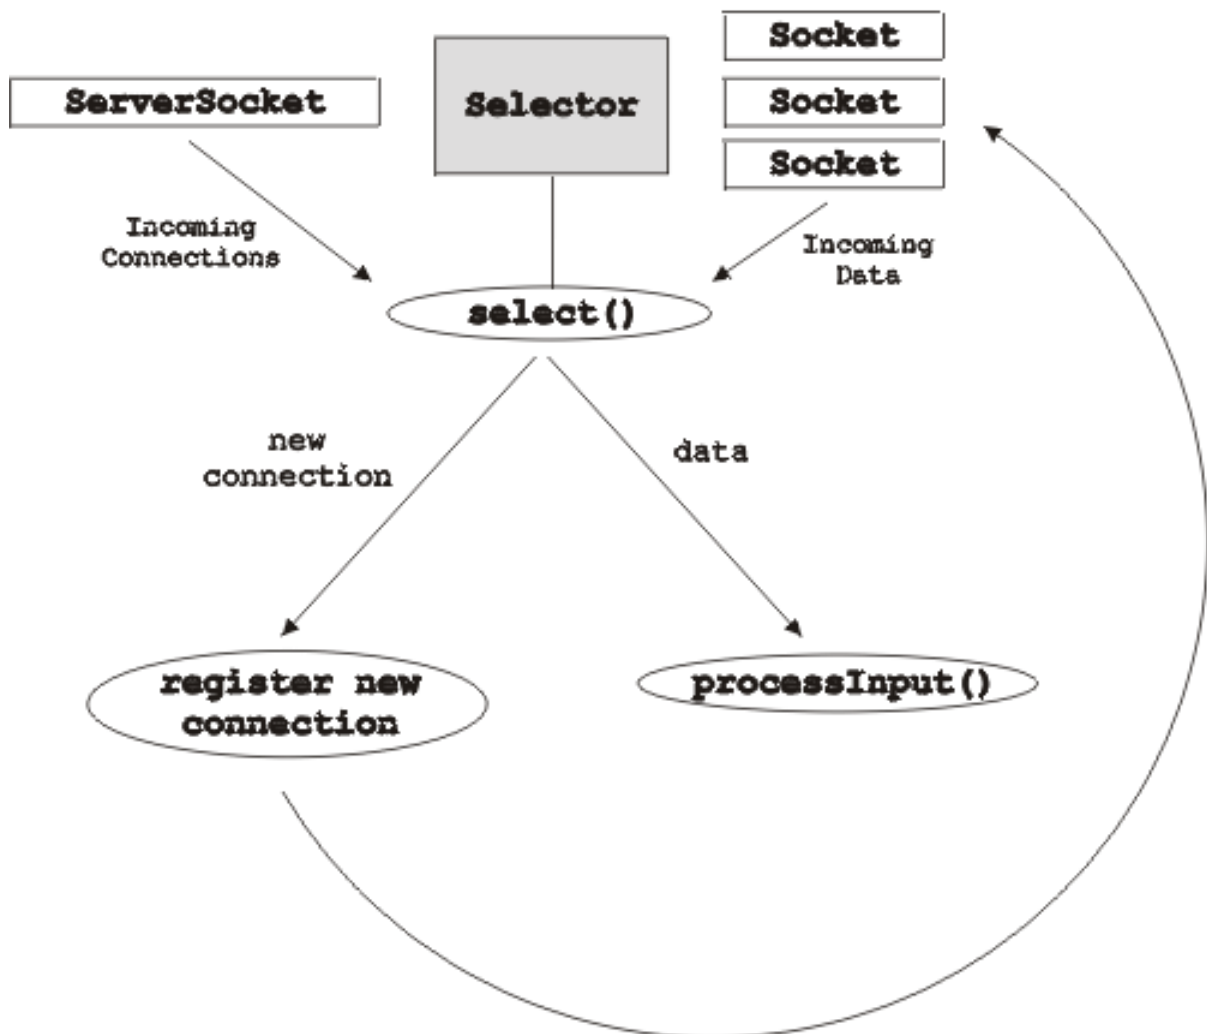 Socket
ServerSocket
Selector
Socket
Socket
Incoming
Connections
Incoming
Data
select()
new
connection
data
register new
connection
processInput()